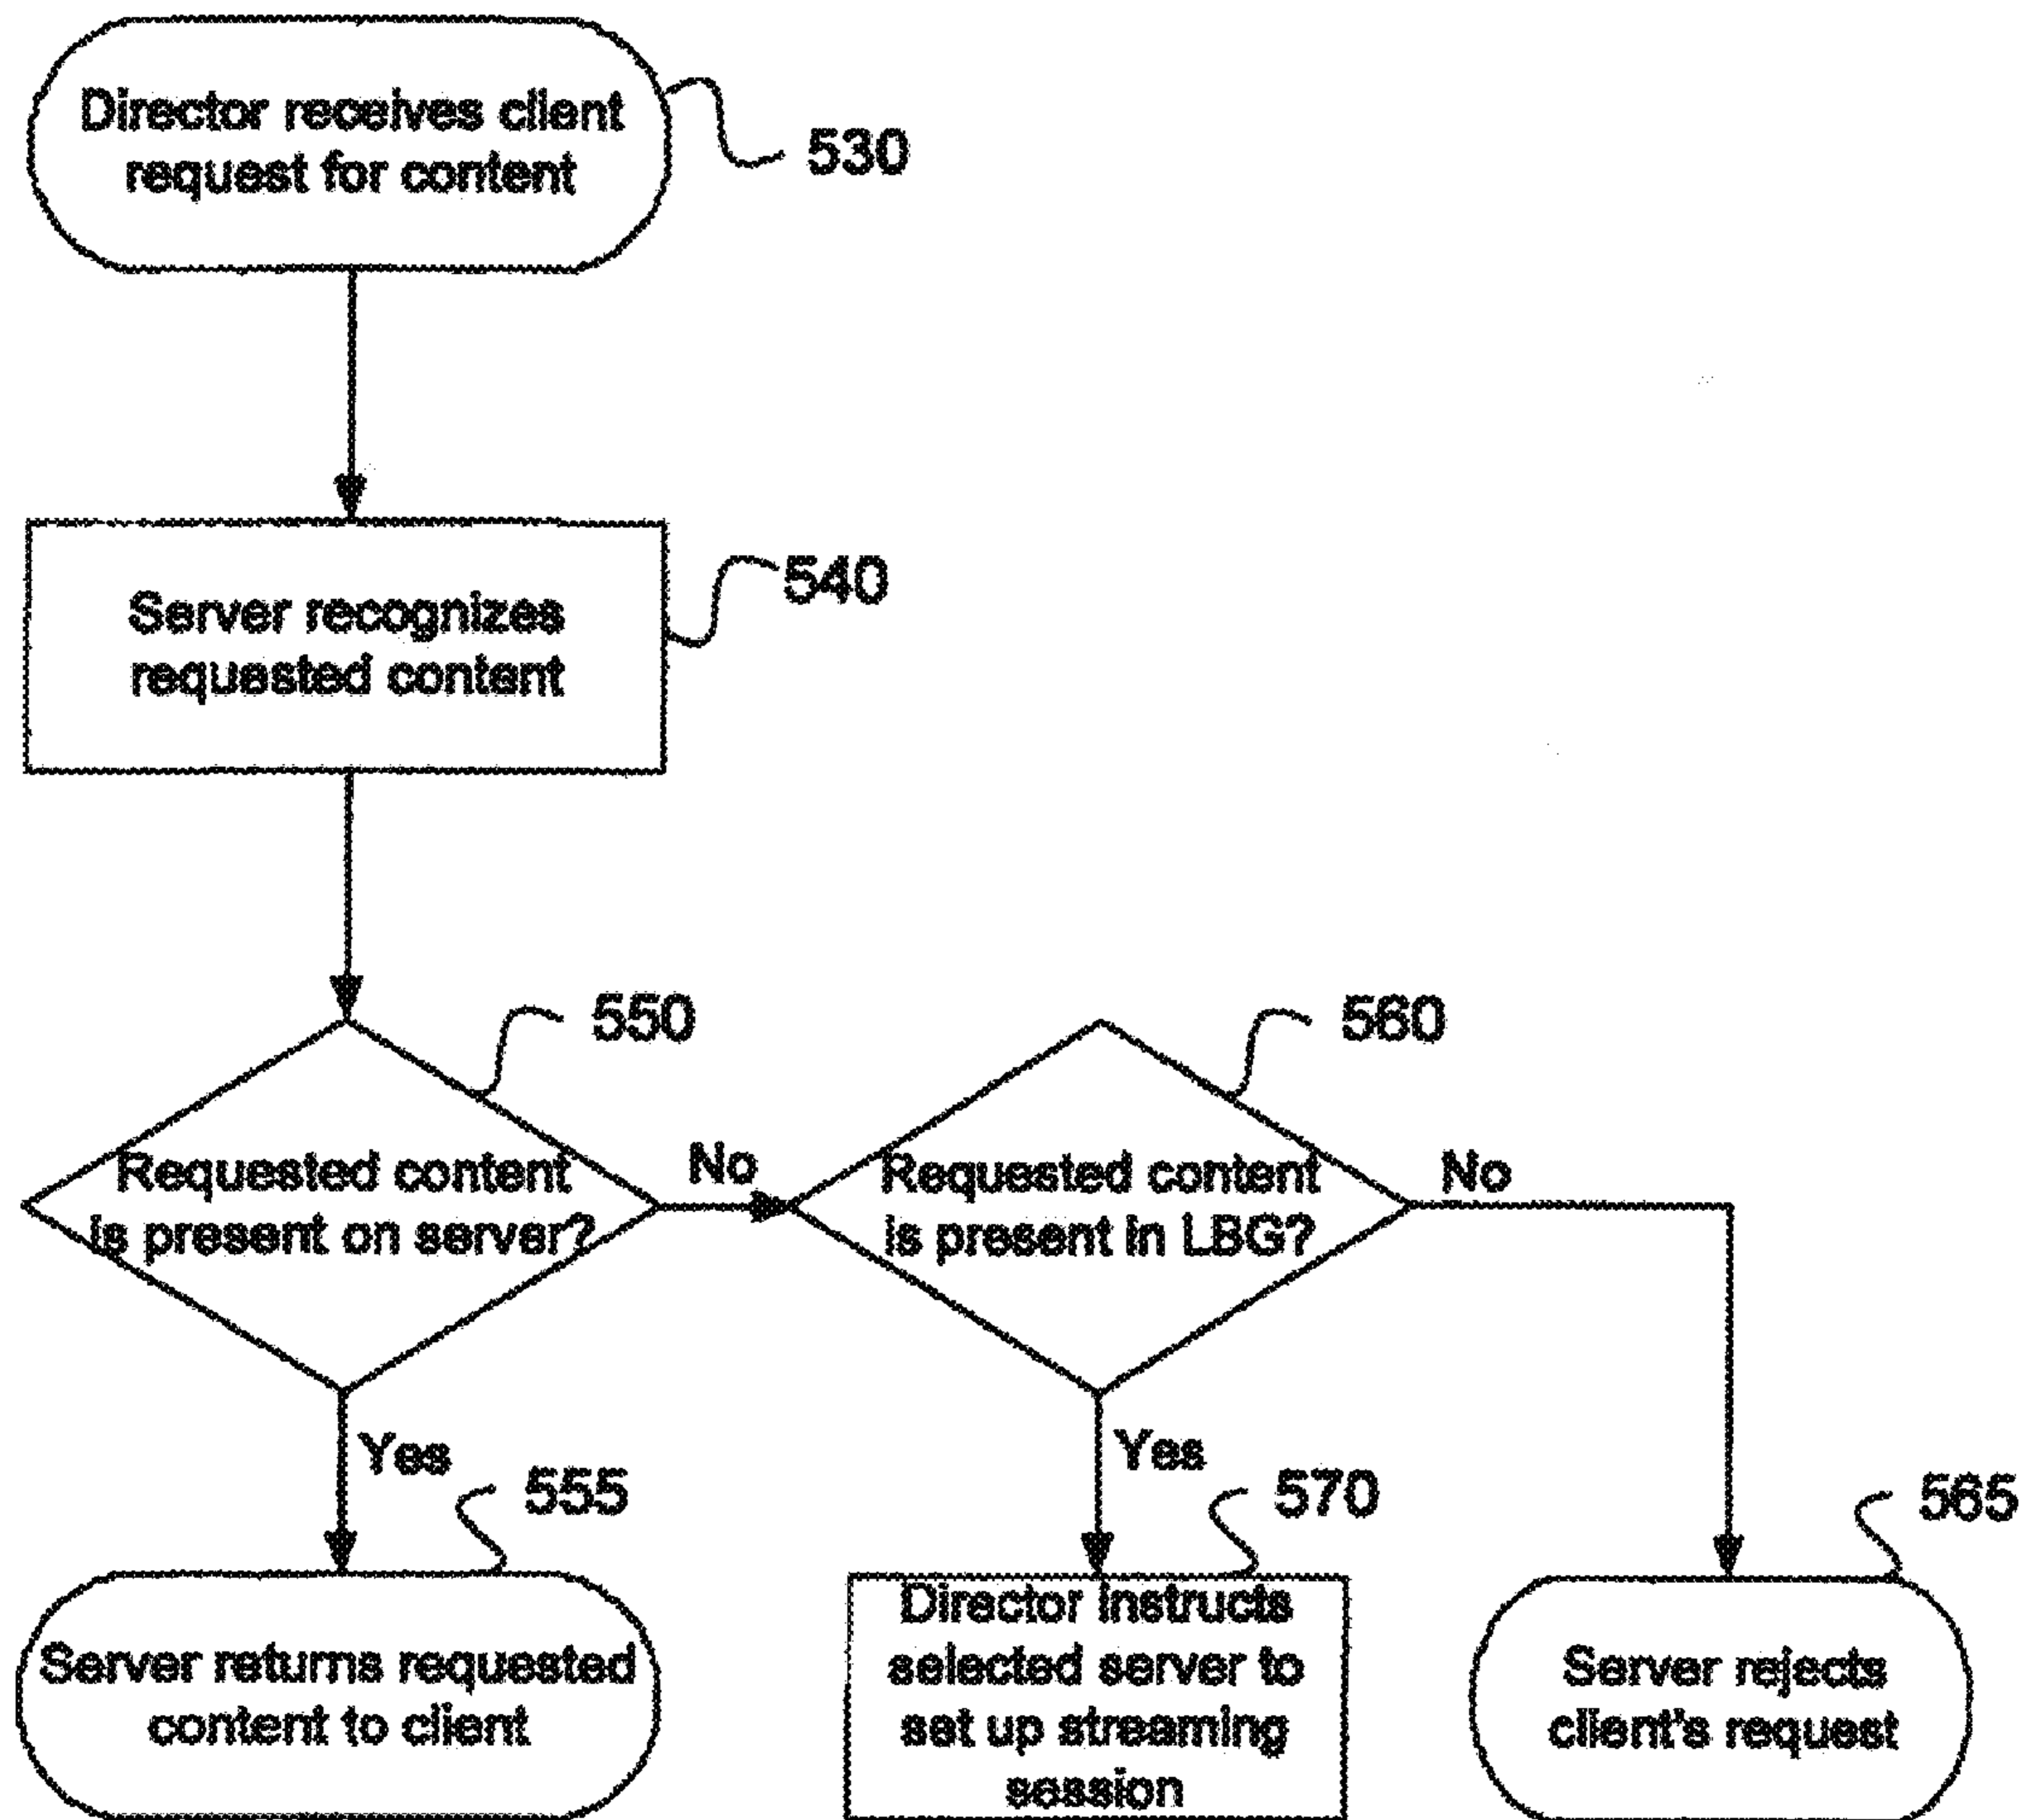 Director receives client
request for content
530
Server recognizes
requested content
540
550
Requested content
is present on server?
No
560
Requested content
is present in LBG?
No
Yes
555
Server returns requested
content to client
Yes
570
Director instructs
selected server to
set up streaming
session
565
Server rejects
client's request